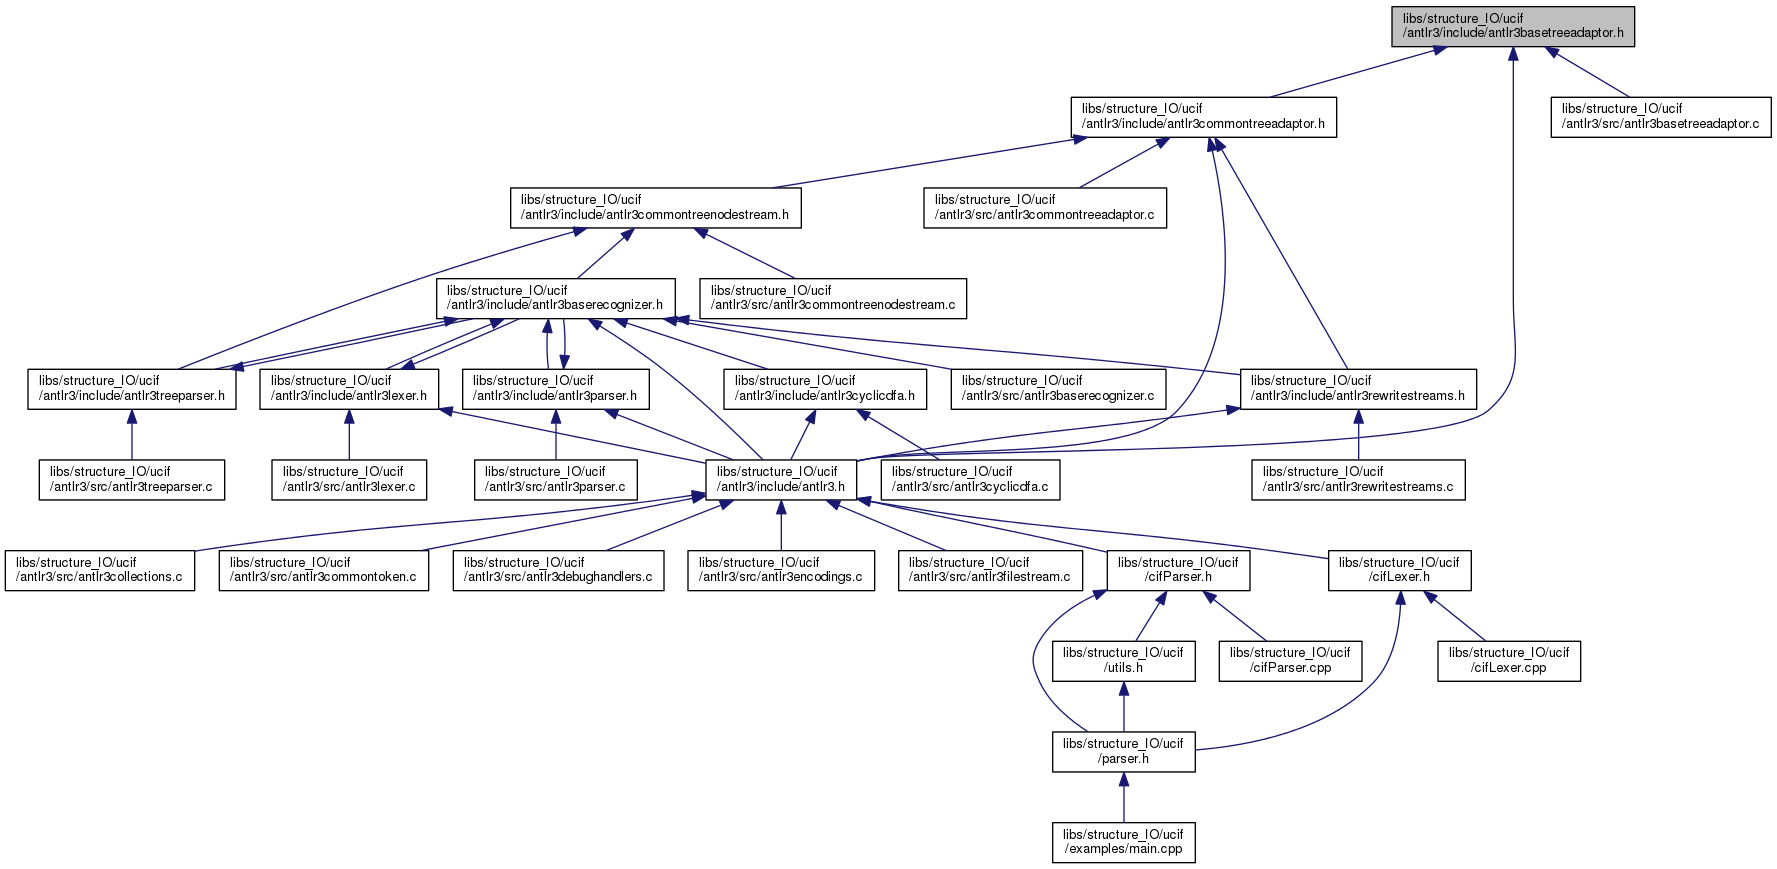 libs/structure_IO/ucif
/antlr3/include/antlr3basetreeadaptor.h
libs/structure_IO/ucif
/antlr3/include/antlr3commontreeadaptor.h
libs/structure_IO/ucif
/antlr3/src/antlr3basetreeadaptor.c
libs/structure_IO/ucif
/antlr3/include/antlr3commontreenodestream.h
libs/structure_IO/ucif
/antlr3/src/antlr3commontreeadaptor.c
libs/structure_IO/ucif
/antlr3/include/antlr3baserecognizer.h
libs/structure_IO/ucif
/antlr3/src/antlr3commontreenodestream.c
libs/structure_IO/ucif
/antlr3/include/antlr3treeparser.h
libs/structure_IO/ucif
/antlr3/include/antlr3lexer.h
libs/structure_IO/ucif
/antlr3/include/antlr3parser.h
libs/structure_IO/ucif
/antlr3/include/antlr3cyclicdfa.h
libs/structure_IO/ucif
/antlr3/src/antlr3baserecognizer.c
libs/structure_IO/ucif
/antlr3/include/antlr3rewritestreams.h
libs/structure_IO/ucif
/antlr3/src/antlr3treeparser.c
libs/structure_IO/ucif
/antlr3/src/antlr3lexer.c
libs/structure_IO/ucif
/antlr3/src/antlr3parser.c
libs/structure_IO/ucif
/antlr3/include/antlr3.h
libs/structure_IO/ucif
/antlr3/src/antlr3cyclicdfa.c
libs/structure_IO/ucif
/antlr3/src/antlr3rewritestreams.c
libs/structure_IO/ucif
/antlr3/src/antlr3collections.c
libs/structure_IO/ucif
/antlr3/src/antlr3commontoken.c
libs/structure_IO/ucif
/antlr3/src/antlr3debughandlers.c
libs/structure_IO/ucif
/antlr3/src/antlr3encodings.c
libs/structure_IO/ucif
/antlr3/src/antlr3filestream.c
libs/structure_IO/ucif
/cifParser.h
libs/structure_IO/ucif
/cifLexer.h
libs/structure_IO/ucif
/utils.h
libs/structure_IO/ucif
/cifParser.cpp
libs/structure_IO/ucif
/cifLexer.cpp
libs/structure_IO/ucif
/parser.h
libs/structure_IO/ucif
/examples/main.cpp